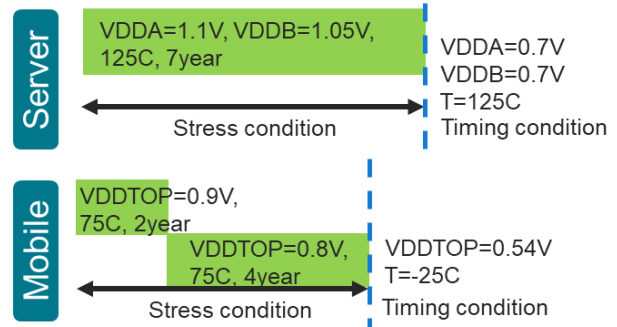 Server
VDDA=1.1V, VDDB=1.05V,
125C, 7year
Stress condition
VDDA=0.7V
VDDB=0.7V
T=125C
Timing condition
Mobile
VDDTOP=0.9V,
75C, 2year
VDDTOP=0.8V,
75C, 4year
Stress condition
VDDTOP=0.54V
T=-25C
Timing condition